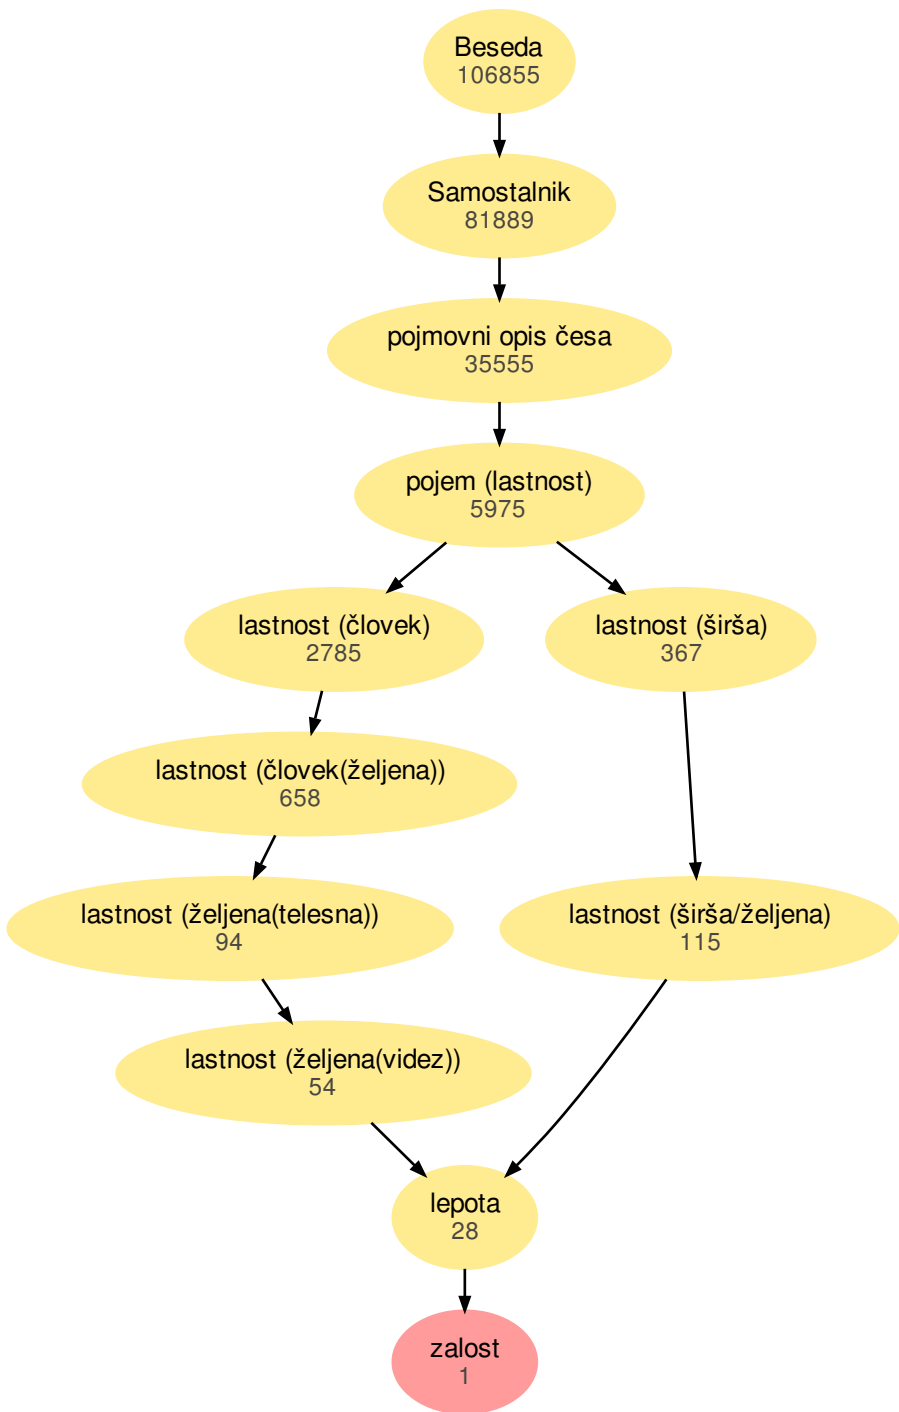 Beseda
106855
Samostalnik
81889
pojmovni opis česa
35555
pojem (lastnost)
5975
lastnost (človek)
2785
lastnost (širša)
367
lastnost (človek(željena))
658
lastnost (željena(telesna))
94
lastnost (širša/željena)
115
lastnost (željena(videz))
54
lepota
28
zalost
1